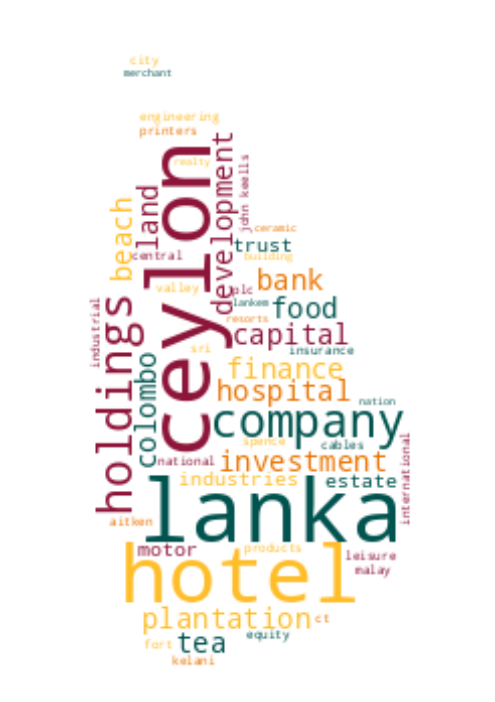 city
merchant
engineering
printers
realty
ceylon
development
john keells
land
beach
ceramic
trust
building
central
valley
plc
bank
lankem
food
resorts
capital
industrial
holdings
colombo
sri
insurance
finance
hospital
nation
company
spence
cables
national
investment
international
industries
estate
lanka
aitken
motor
products
leisure
malay
hotel
plantation
ct
equity
fort
tea
kelani